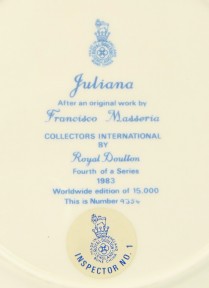 Juliana
After an original work by
Francisco Masseria
COLLECTORS INTERNATIONAL
BY
Royal Doulton
Fourth of a Series
1983
Worldwide edition of 15,000
This is Number
INSPECTOR NO. 1